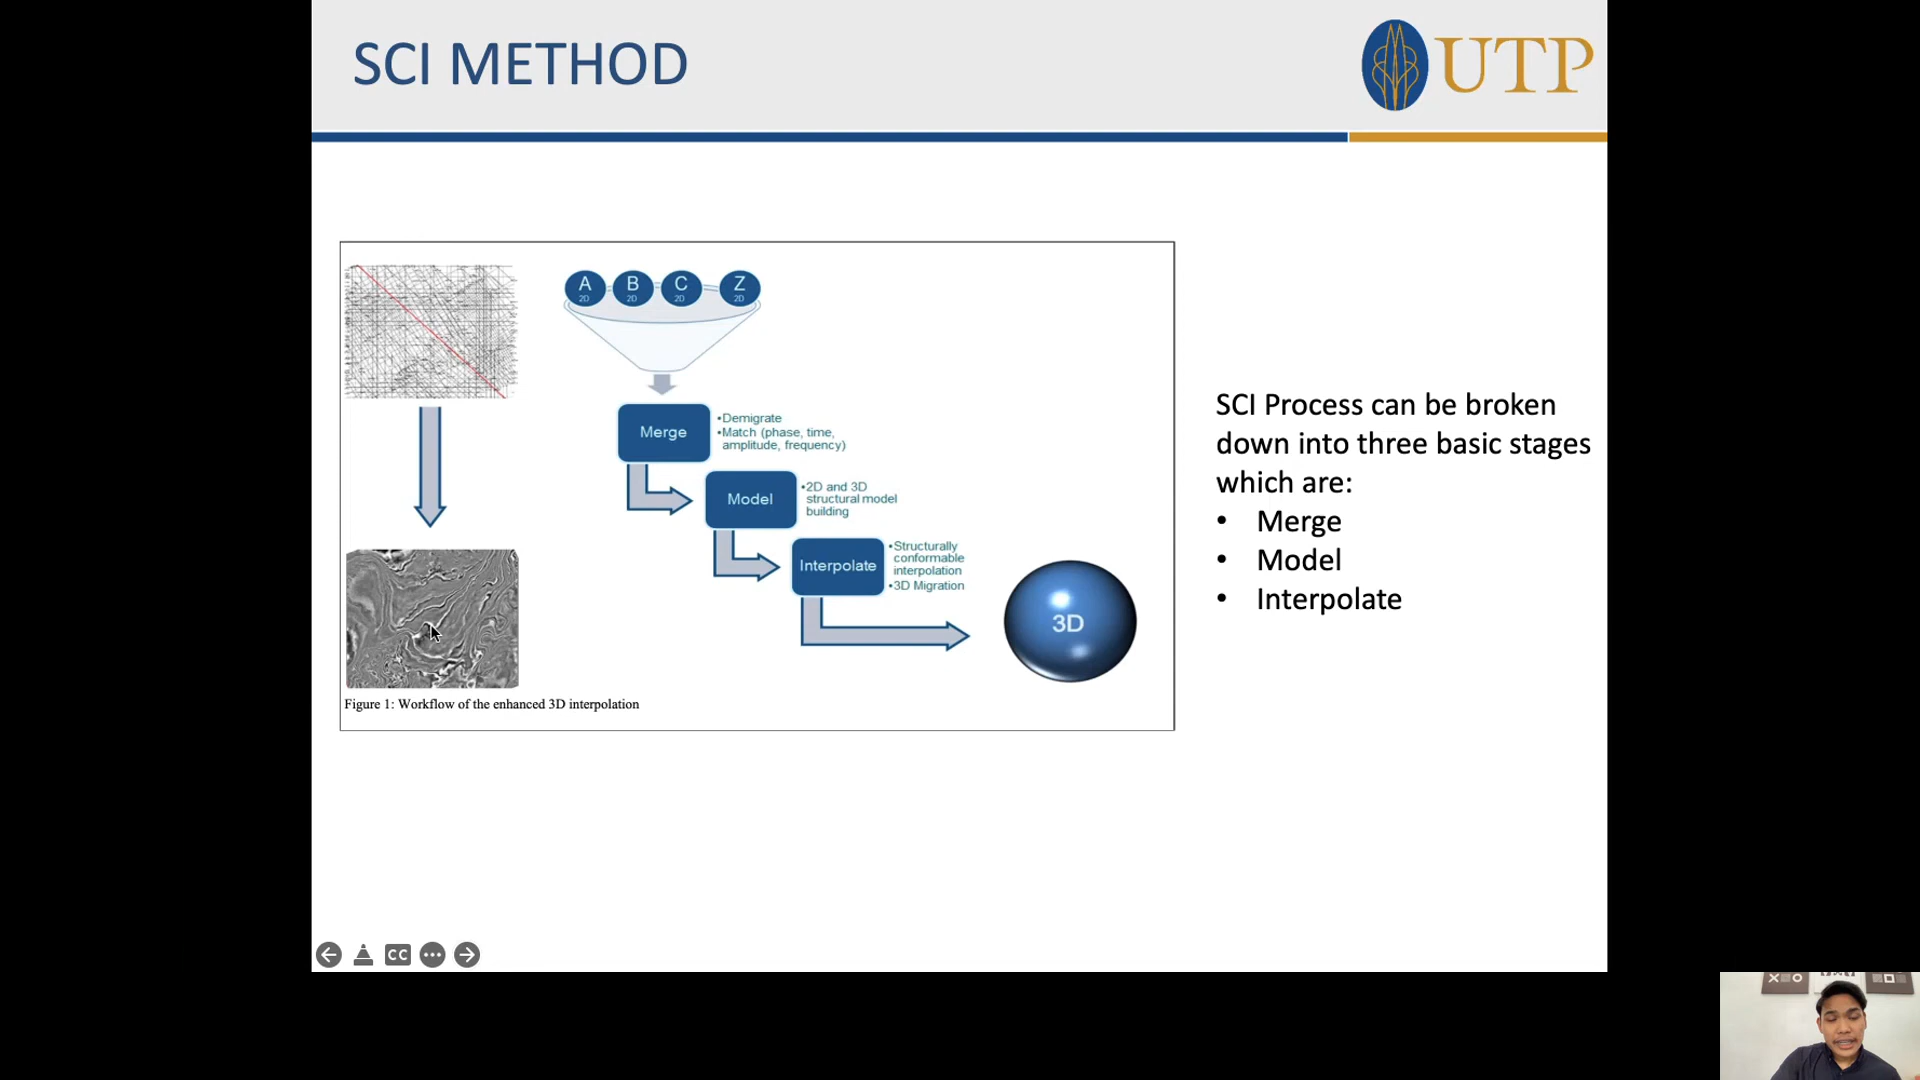 SCI METHOD
UTP
A
2D
B
2D
C
2D
Z
2D
Merge
•Demigrate
•Match (phase, time,
amplitude, frequency)
Model
•2D and 3D
structural model
building
Interpolate
•Structurally
conformable
interpolation
•3D Migration
3D
Figure 1: Workflow of the enhanced 3D interpolation
SCI Process can be broken
down into three basic stages
which are:
• Merge
• Model
• Interpolate
CC